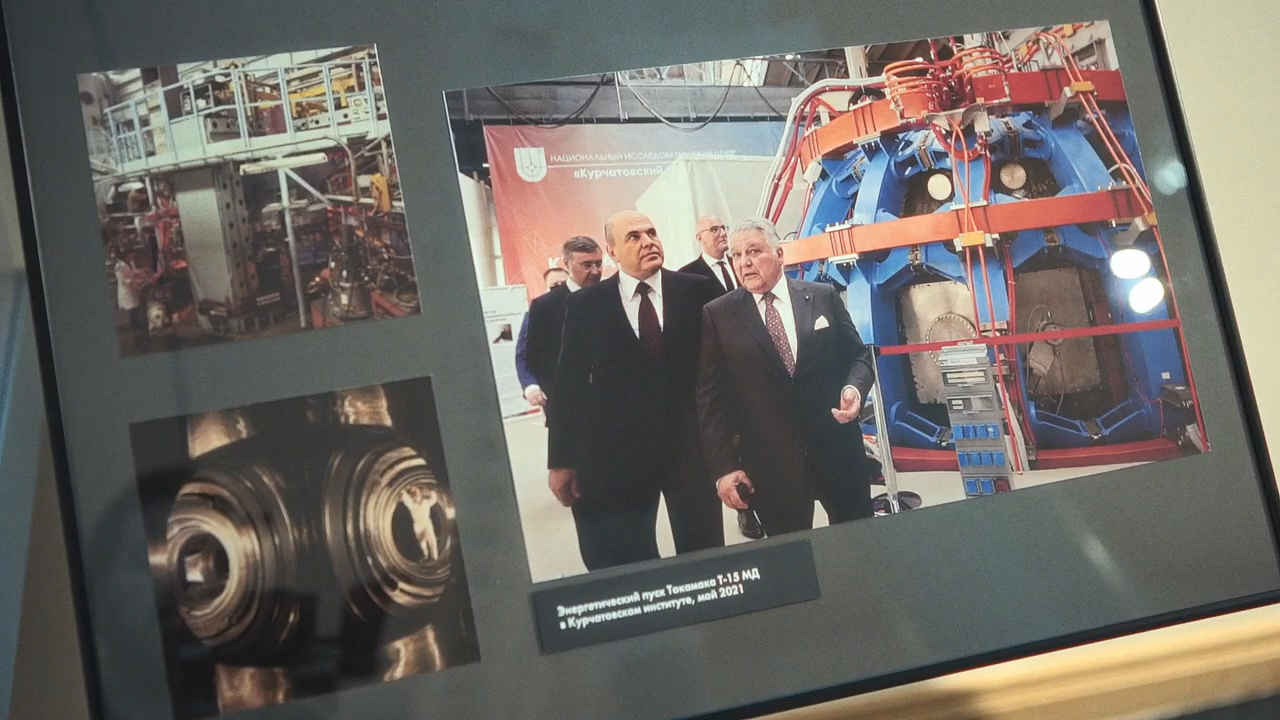 НАЦИОНАЛЬНЫЙ ИССЛЕДОВАТЕЛЬСКИЙ ЦЕНТР
«Курчатовский
Энергетический пуск Токамака Т-15 МД
в Курчатовском институте, май 2021